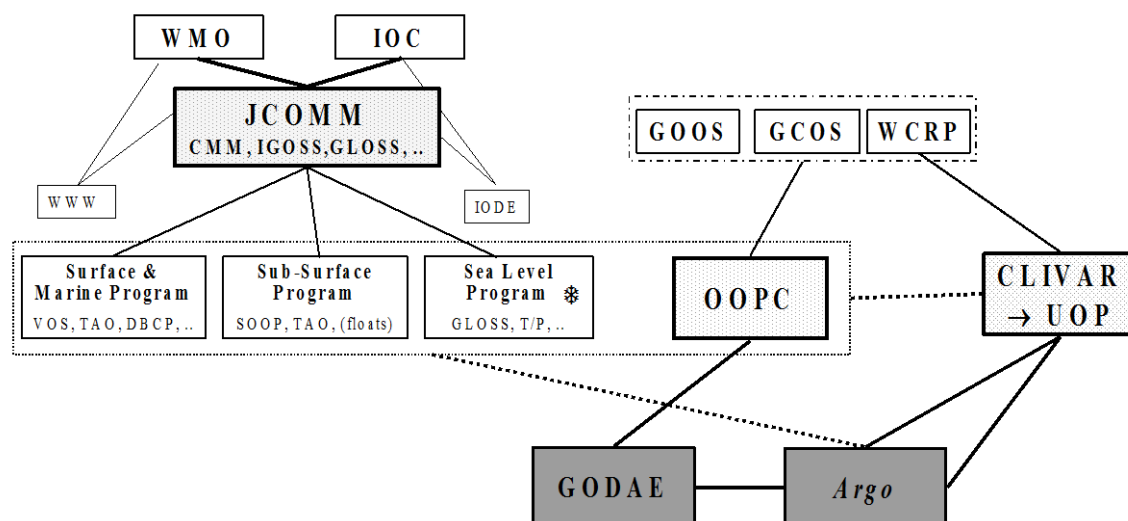 WMO
IOC
JCOMM
CMM, IGOSS,GLOSS, ..
GOOS
GCOS
WCRP
WWW
IODE
Surface &
Marine Program
VOS, TAO, DBCP, ..
Sub-Surface
Program
SOOP, TAO, (floats)
Sea Level
Program ❄
GLOSS, T/P, ..
OOPC
CLIVAR
→ UOP
GODAE
Argo